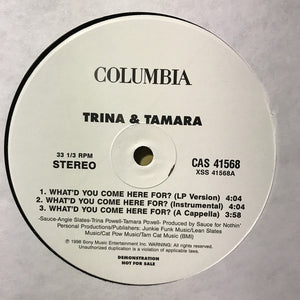 COLUMBIA
TRINA & TAMARA
33 1/3 RPM
STEREO
CAS 41568
XSS 41568A
1. WHAT'D YOU COME HERE FOR? (LP Version) 4:04
2. WHAT'D YOU COME HERE FOR? (Instrumental) 4:04
3. WHAT'D YOU COME HERE FOR? (A Cappella) 3:58
-Sauce-Angie Slates-Trina Powell-Tamara Powell- Produced by Sauce for Nothin'
Personal Productions/Publishers: Junkie Funk Music/Leen Slates
Music/Cat Pow Music/Tam Cat Music (BMI)
1998 Sony Music Entertainment Inc. WARNING: All rights reserved.
Unauthorized duplication is a violation of applicable laws.
DEMONSTRATION
NOT FOR SALE